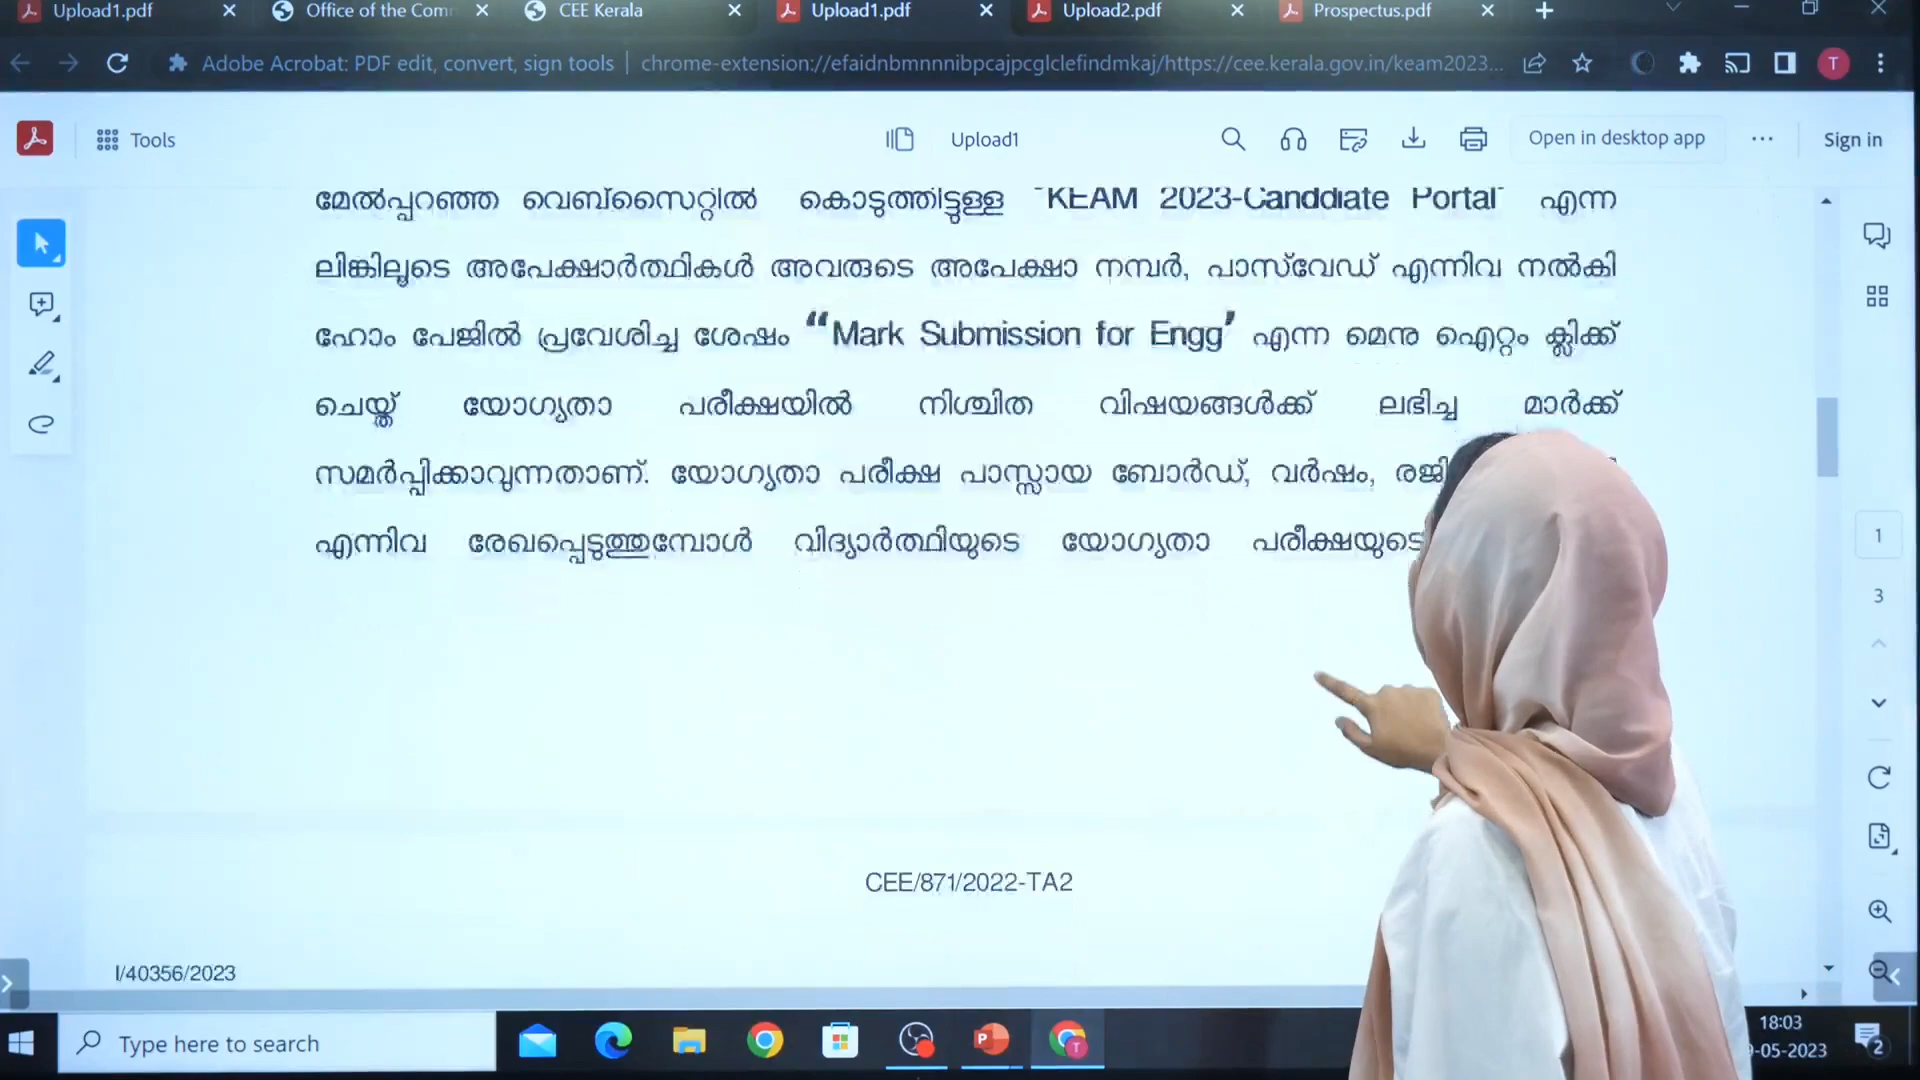 Upload1.pdf
Office of the Com
CEE Kerala
Upload1.pdf
Upload2.pdf
Prospectus.pdf
Adobe Acrobat: PDF edit, convert, sign tools
chrome-extension://efaidnbmnnnibpcajpcglclefindmkaj/https://cee.kerala.gov.in/keam2023...
T
Tools
Upload1
Open in desktop app
Sign in
മേൽപ്പറഞ്ഞ വെബ്സൈറ്റിൽ കൊടുത്തിട്ടുള്ള "KEAM 2023-Canddiate Portal" എന്ന
ലിങ്കിലൂടെ അപേക്ഷാർത്ഥികൾ അവരുടെ അപേക്ഷാ നമ്പർ, പാസ്‌വേഡ് എന്നിവ നൽകി
ഹോം പേജിൽ പ്രവേശിച്ച ശേഷം “Mark Submission for Engg’ എന്ന മെനു ഐറ്റം ക്ലിക്ക്
ചെയ്ത് യോഗ്യതാ പരീക്ഷയിൽ നിശ്ചിത വിഷയങ്ങൾക്ക് ലഭിച്ച മാർക്ക്
സമർപ്പിക്കാവുന്നതാണ്. യോഗ്യതാ പരീക്ഷ പാസ്സായ ബോർഡ്, വർഷം,
എന്നിവ രേഖപ്പെടുത്തുമ്പോൾ വിദ്യാർത്ഥിയുടെ യോഗ്യതാ പരീക്ഷയുടെ
1
3
CEE/871/2022-TA2
I/40356/2023
Type here to search
18:03
-05-2023
2